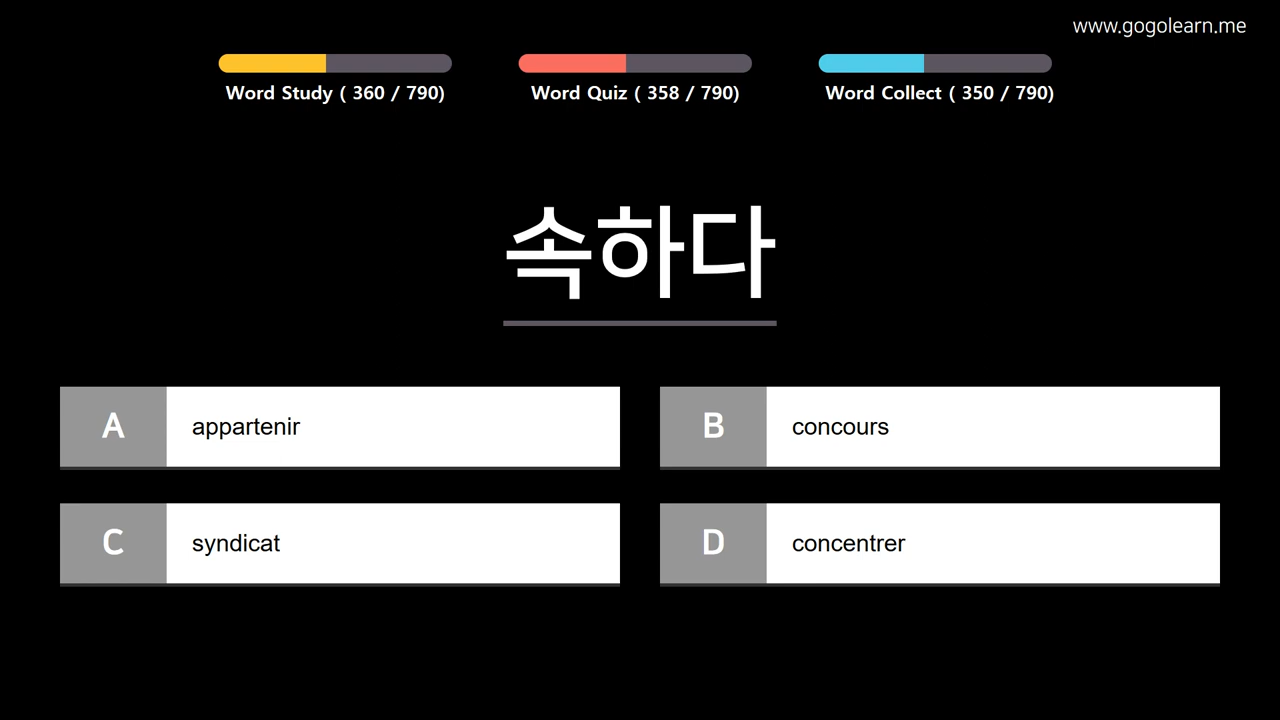 www.gogolearn.me
Word Study ( 360 / 790)
Word Quiz ( 358 / 790)
Word Collect ( 350 / 790)
속하다
A appartenir
B concours
C syndicat
D concentrer